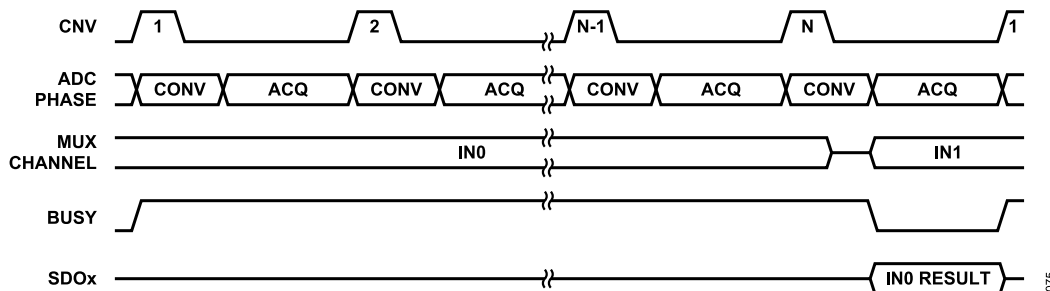 CNV 1 2 N-1 N 1
ADC PHASE CONV ACQ CONV ACQ CONV ACQ CONV ACQ
MUX CHANNEL IN0 IN1
BUSY
SDOx IN0 RESULT
075